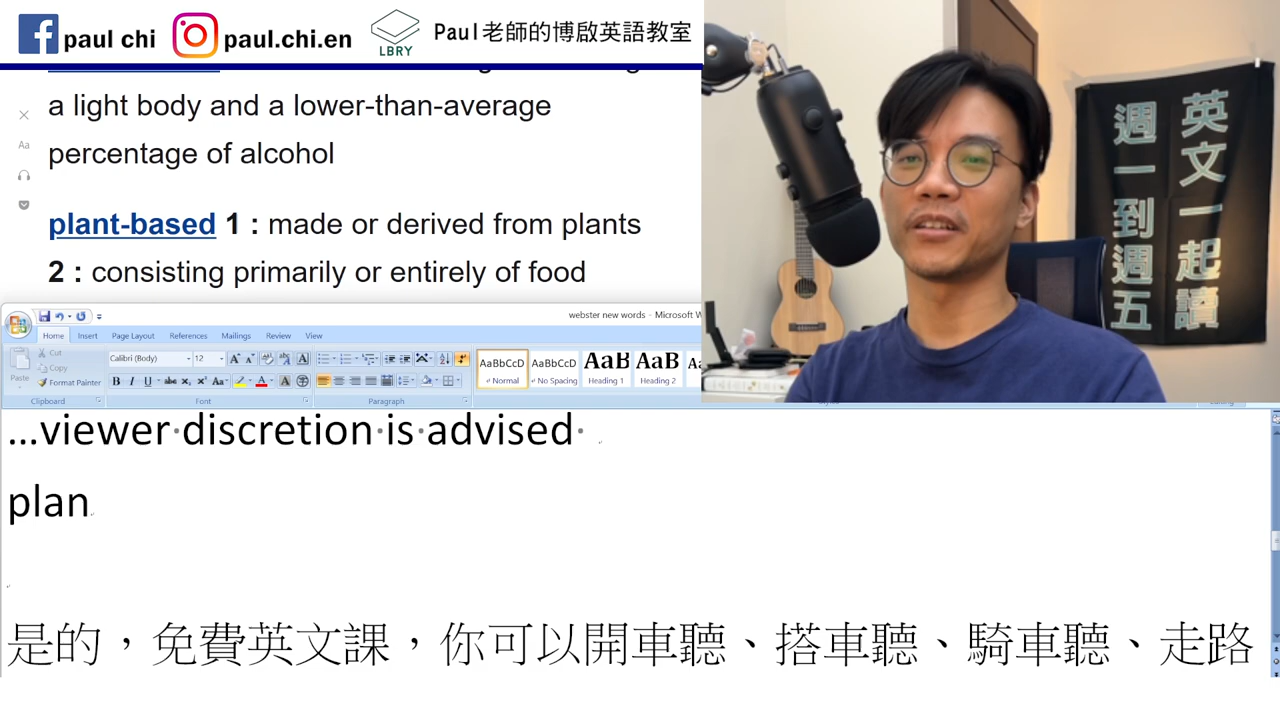 paul chi
paul.chi.en
LBRY
Paul老師的博啟英語教室
a light body and a lower-than-average
percentage of alcohol
plant-based 1 : made or derived from plants
2 : consisting primarily or entirely of food
Aa
webster new words - Microsoft W
Home Insert Page Layout References Mailings Review View
Paste
Cut
Copy
Format Painter
Clipboard
Calibri (Body) 12
Font
Paragraph
AaBbCcD AaBbCcD AaB AaB
Normal No Spacing Heading 1 Heading 2
...viewer discretion is advised
plan
是的，免費英文課，你可以開車聽、搭車聽、騎車聽、走路
英文一起讀
週一到週五